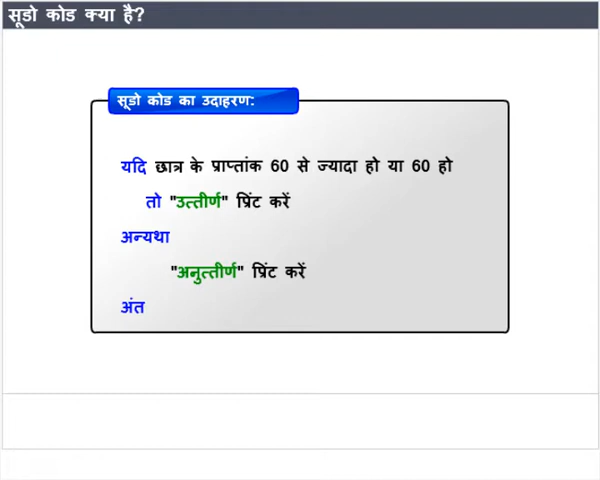 सूडो कोड क्या है?
सूडो कोड का उदाहरण:
यदि छात्र के प्राप्तांक 60 से ज्यादा हो या 60 हो
तो "उत्तीर्ण" प्रिंट करें
अन्यथा
"अनुत्तीर्ण" प्रिंट करें
अंत